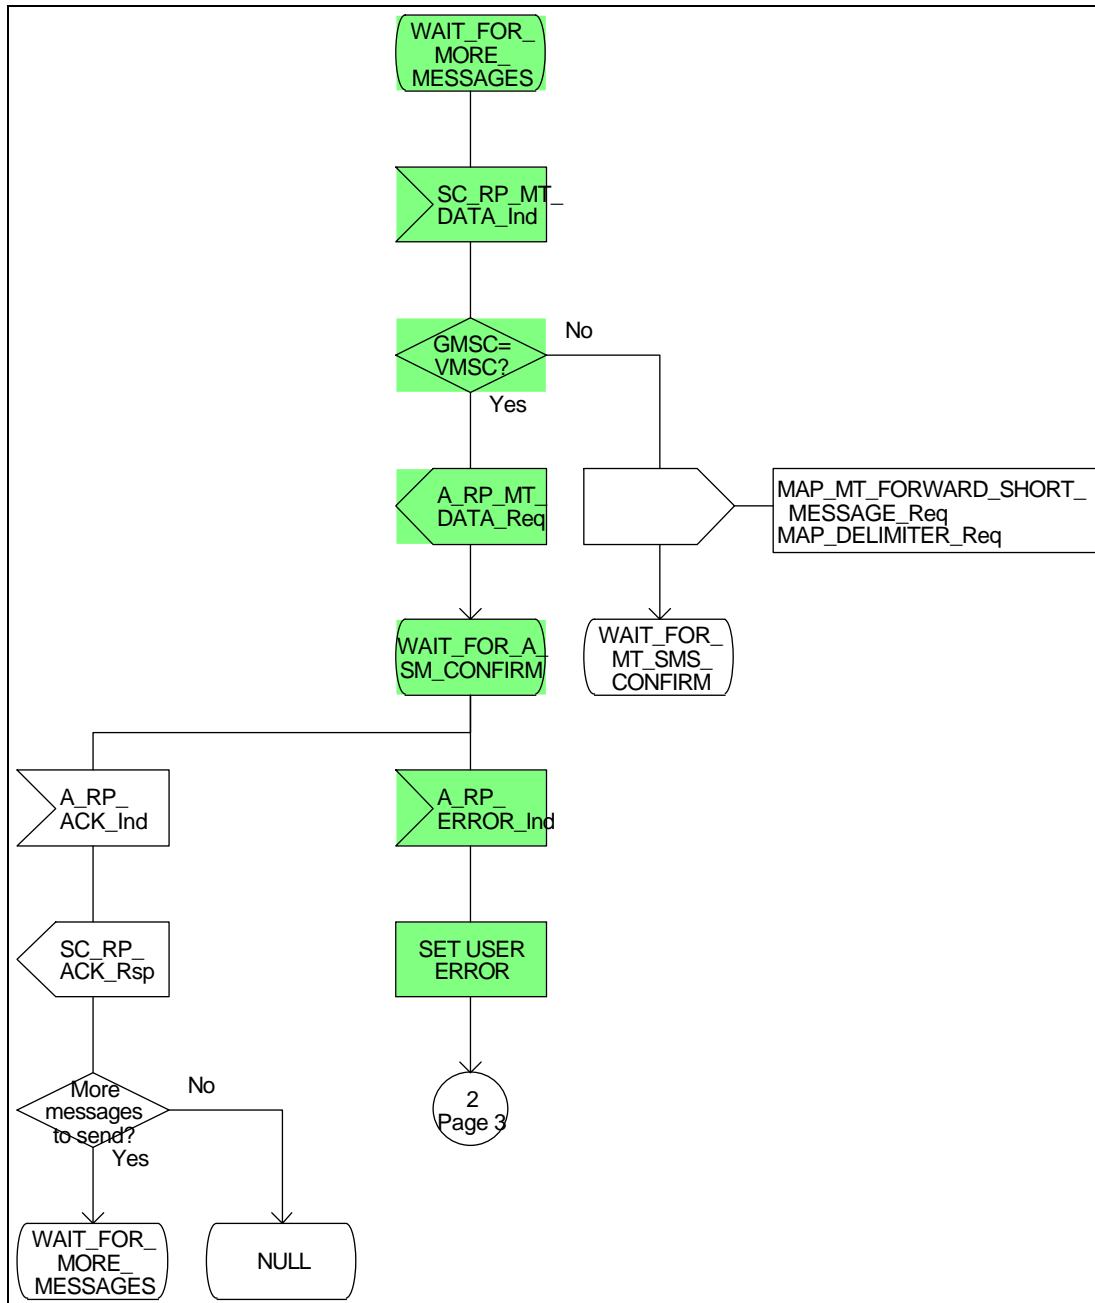 WAIT_FOR_
MORE_
MESSAGES
SC_RP_MT_
DATA_Ind
GMSC=
VMSC?
No
Yes
A_RP_MT_
DATA_Req
MAP_MT_FORWARD_SHORT_
MESSAGE_Req
MAP_DELIMITER_Req
WAIT_FOR_A_
SM_CONFIRM
WAIT_FOR_
MT_SMS_
CONFIRM
A_RP_
ACK_Ind
A_RP_
ERROR_Ind
SC_RP_
ACK_Rsp
SET USER
ERROR
More
messages
to send?
No
Yes
2
Page 3
WAIT_FOR_
MORE_
MESSAGES
NULL